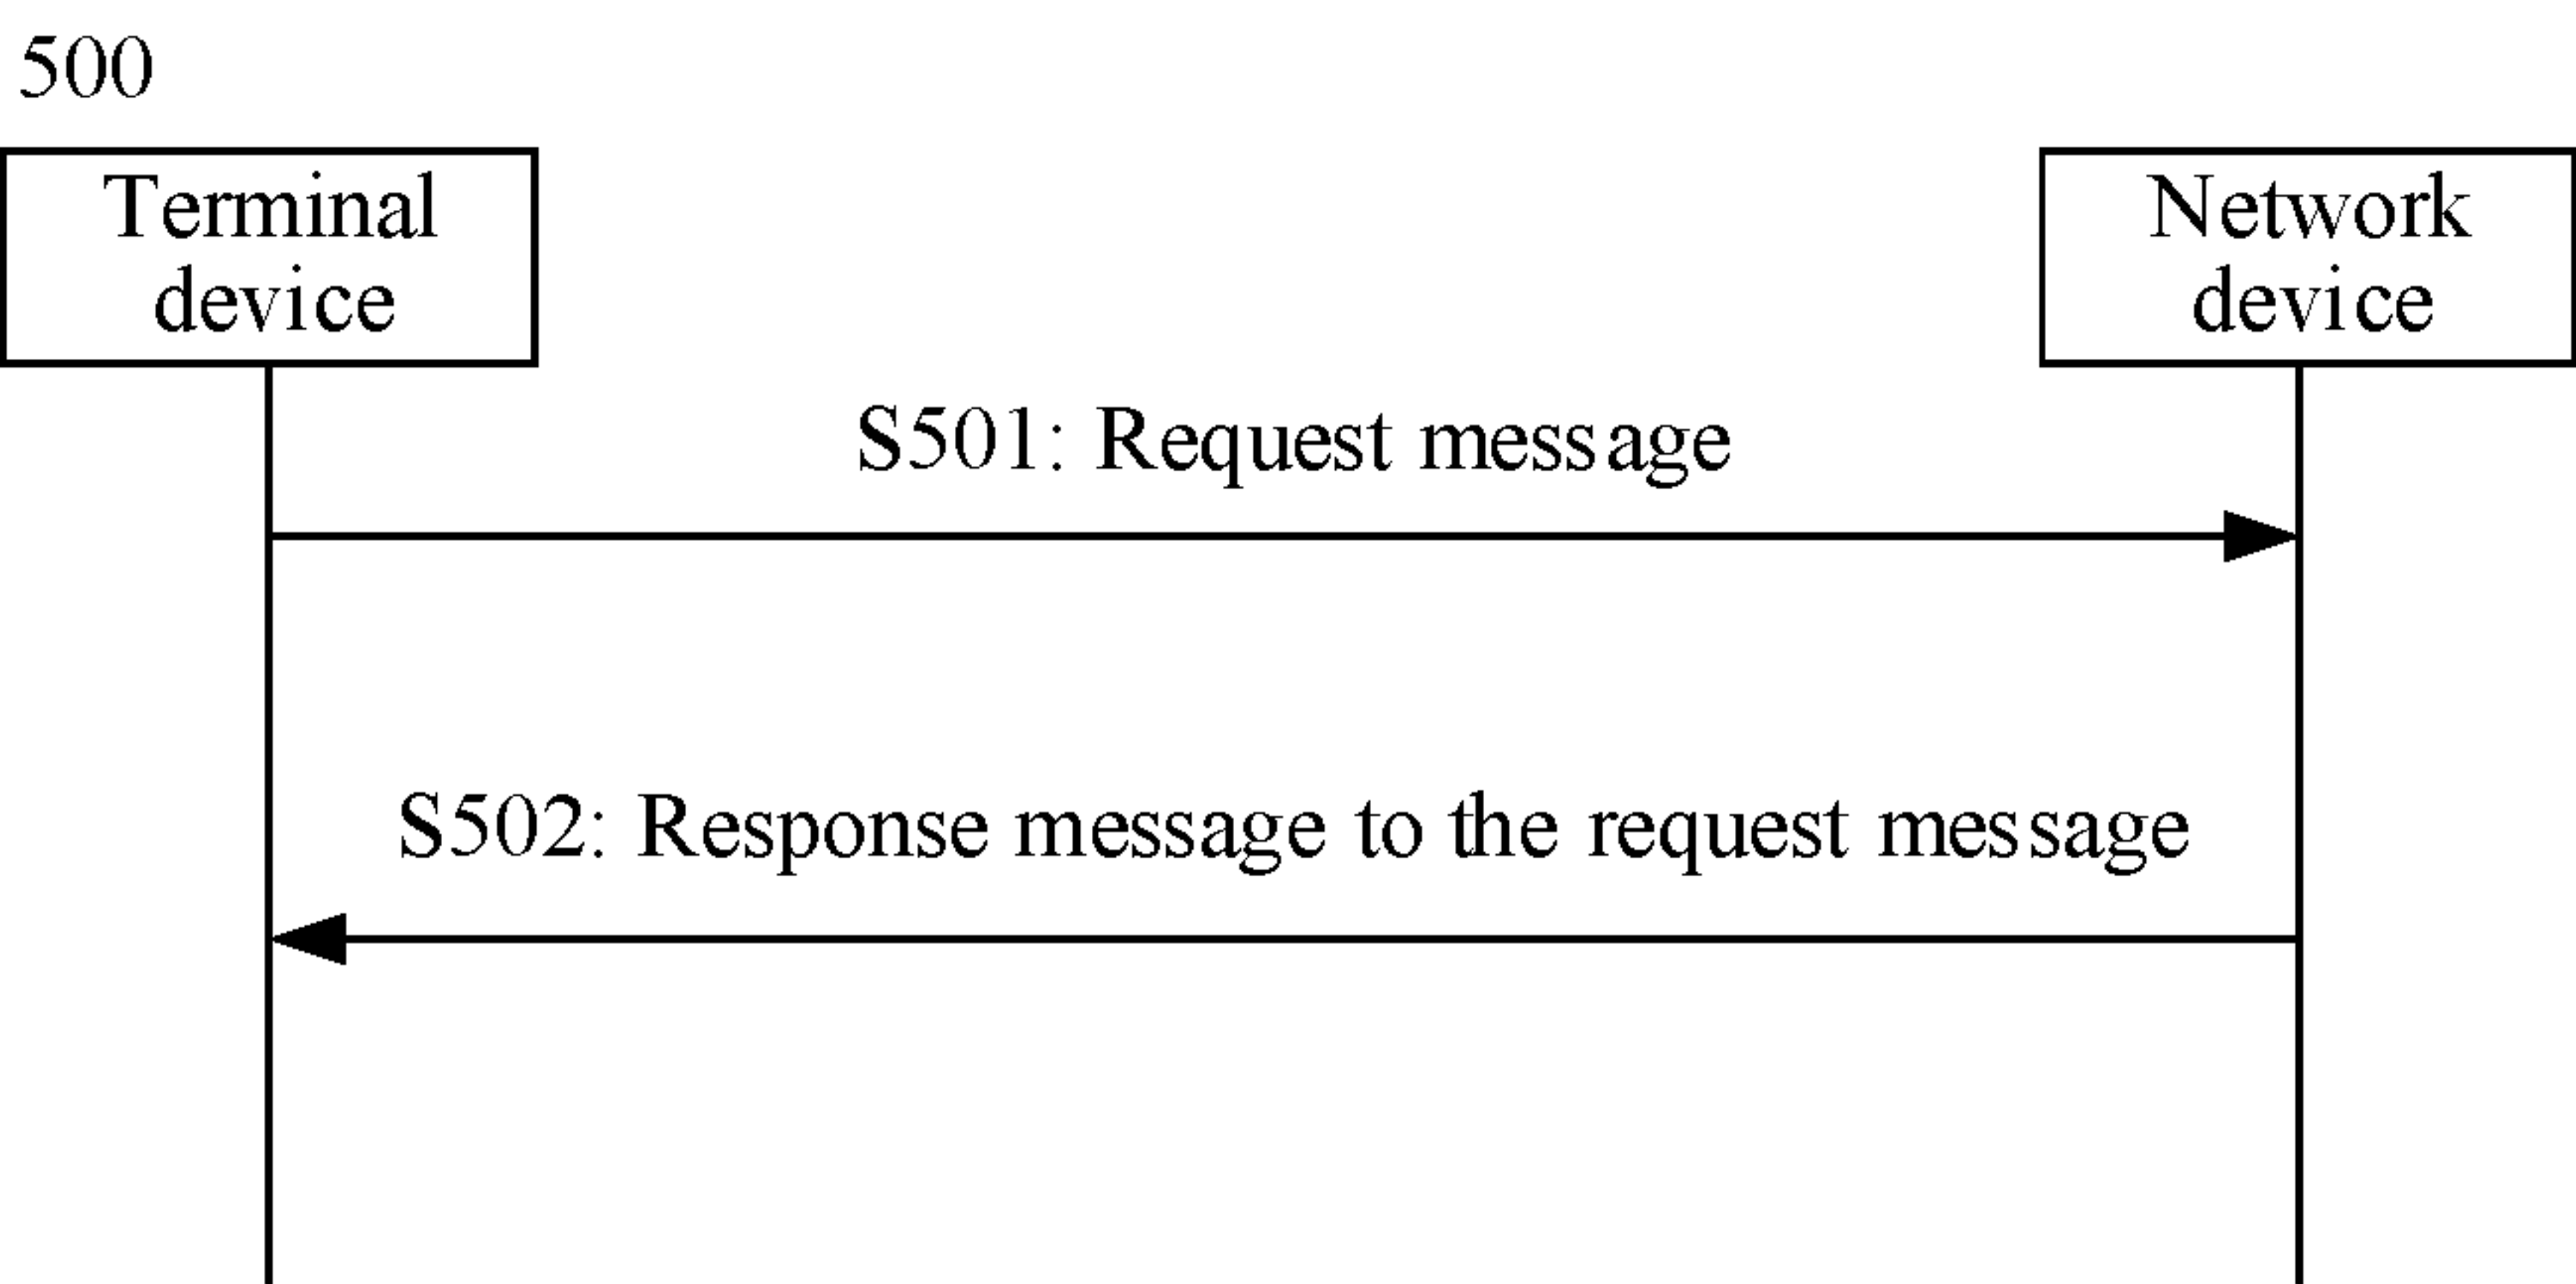 500
Terminal
device
Network
device
S501: Request message
S502: Response message to the request message